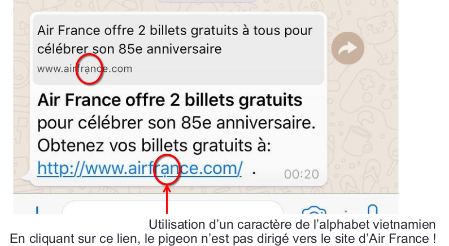 Air France offre 2 billets gratuits à tous pour
célébrer son 85e anniversaire
www.airfrạnce.com
Air France offre 2 billets gratuits
pour célébrer son 85e anniversaire.
Obtenez vos billets gratuits à:
http://www.airfrạnce.com/ .
00:20
Utilisation d'un caractère de l'alphabet vietnamien
En cliquant sur ce lien, le pigeon n'est pas dirigé vers le site d'Air France !